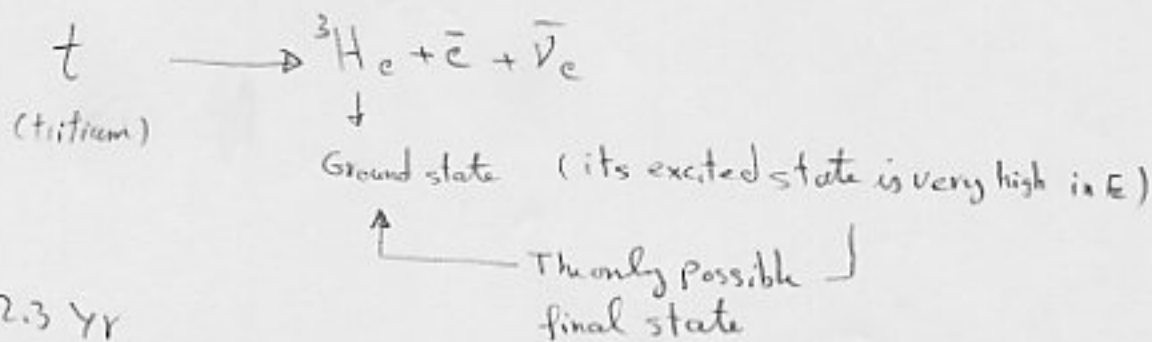 t → ³He + e̅ + ν̅e
(tritium)
Ground state (its excited state is very high in E)
The only possible
final state
2.3 yr